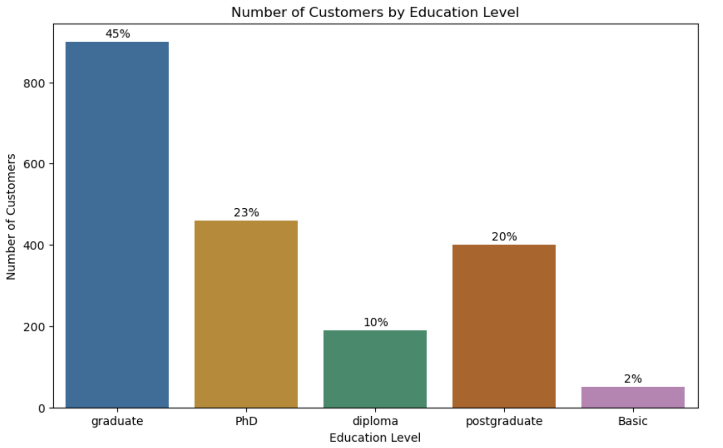 Number of Customers by Education Level
45%
23%
10%
20%
2%
Number of Customers
800
600
400
200
0
graduate
PhD
diploma
postgraduate
Basic
Education Level